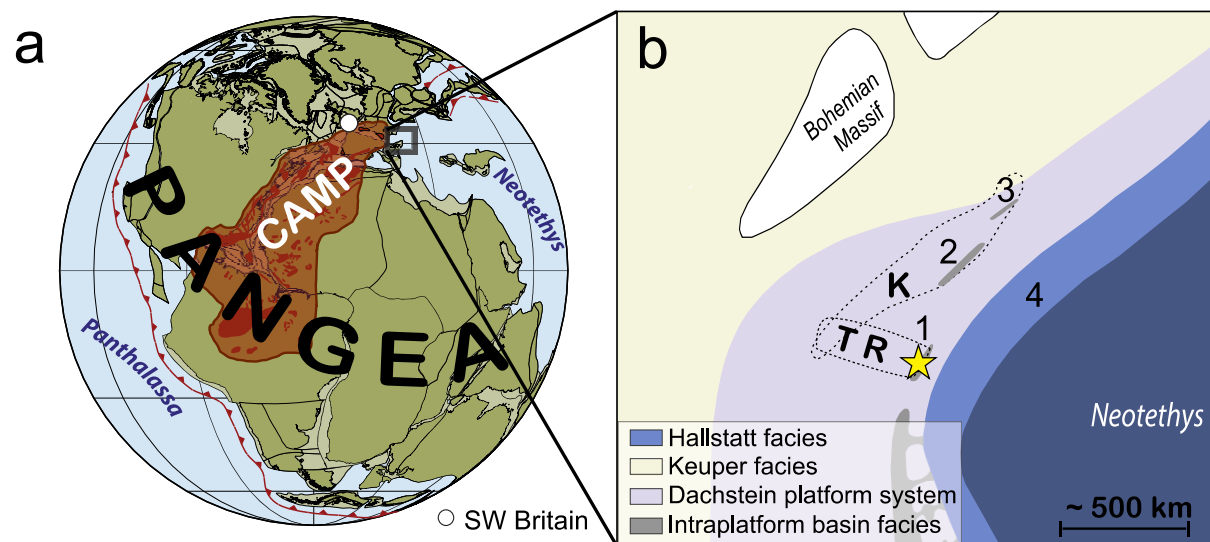 a
PANGEA
CAMP
Neotethys
Panthalassa
SW Britain
b
Bohemian
Massif
3
2
K
4
1
TR
Neotethys
Hallstatt facies
Keuper facies
Dachstein platform system
Intraplatform basin facies
~ 500 km